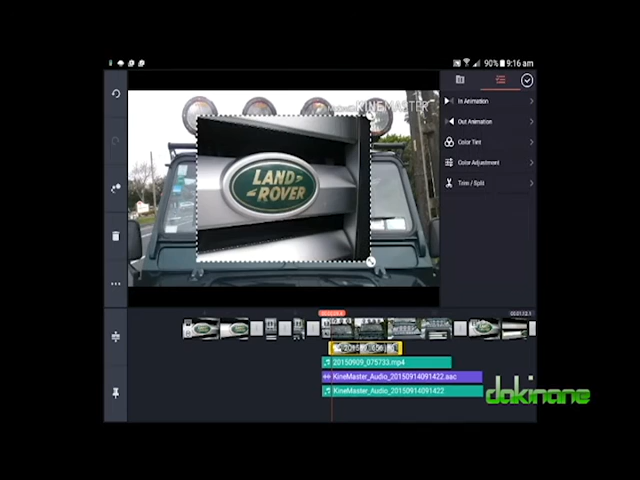 90% 9:16 am
KINEMASTER
LAND
ROVER
In Animation
Out Animation
Color Tint
Color Adjustment
Trim / Split
20150909_075733.mp4
KineMaster_Audio_20150914091422.aac
KineMaster_Audio_20150914091422
dakinane